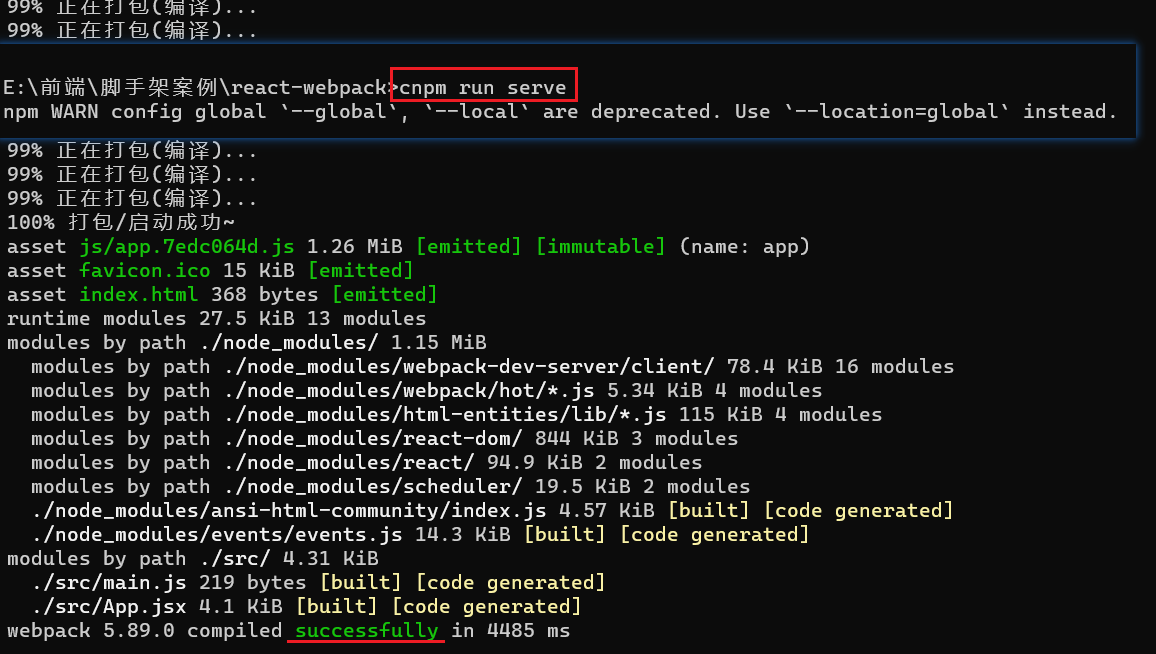 99% 正在打包(编译)...
99% 正在打包(编译)...
E:\前端\脚手架案例\react-webpack>cnpm run serve
npm WARN config global `--global`, `--local` are deprecated. Use `--location=global` instead.
99% 正在打包(编译)...
99% 正在打包(编译)...
99% 正在打包(编译)...
100% 打包/启动成功~
asset js/app.7edc064d.js 1.26 MiB [emitted] [immutable] (name: app)
asset favicon.ico 15 KiB [emitted]
asset index.html 368 bytes [emitted]
runtime modules 27.5 KiB 13 modules
modules by path ./node_modules/ 1.15 MiB
  modules by path ./node_modules/webpack-dev-server/client/ 78.4 KiB 16 modules
  modules by path ./node_modules/webpack/hot/*.js 5.34 KiB 4 modules
  modules by path ./node_modules/html-entities/lib/*.js 115 KiB 4 modules
  modules by path ./node_modules/react-dom/ 844 KiB 3 modules
  modules by path ./node_modules/react/ 94.9 KiB 2 modules
  modules by path ./node_modules/scheduler/ 19.5 KiB 2 modules
  ./node_modules/ansi-html-community/index.js 4.57 KiB [built] [code generated]
  ./node_modules/events/events.js 14.3 KiB [built] [code generated]
modules by path ./src/ 4.31 KiB
  ./src/main.js 219 bytes [built] [code generated]
  ./src/App.jsx 4.1 KiB [built] [code generated]
webpack 5.89.0 compiled successfully in 4485 ms